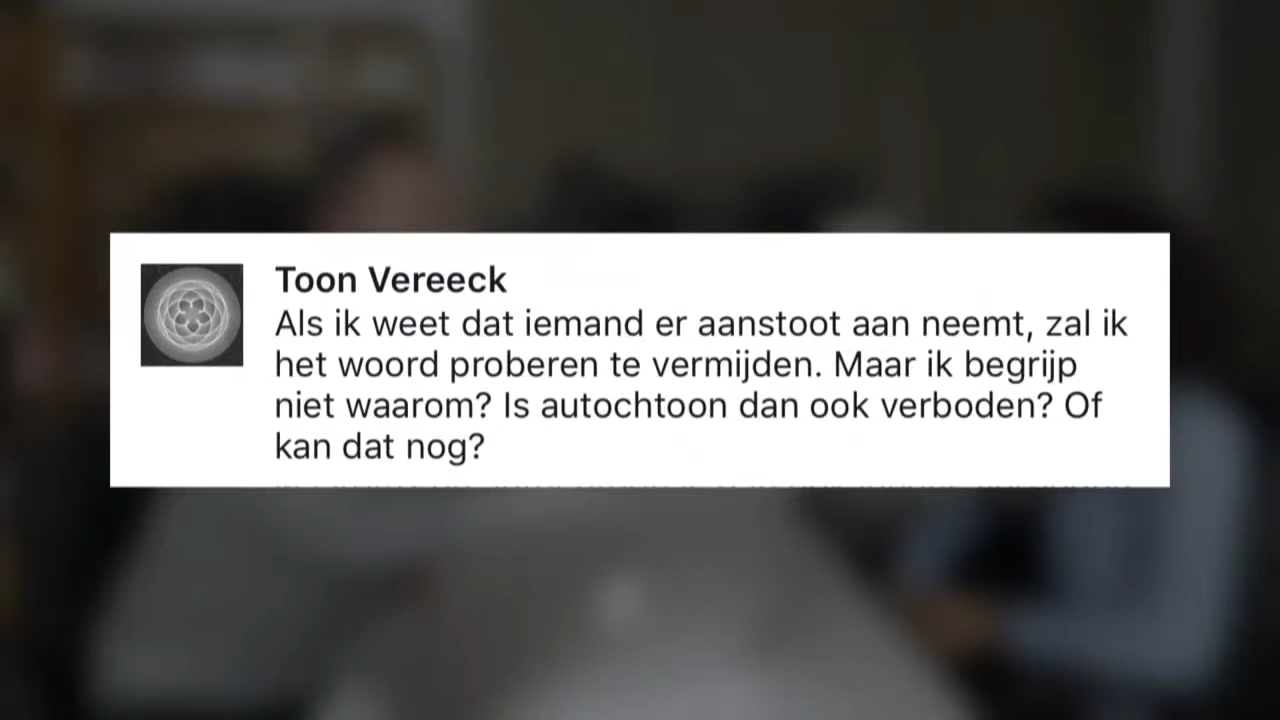 Toon Vereeck
Als ik weet dat iemand er aanstoot aan neemt, zal ik
het woord proberen te vermijden. Maar ik begrijp
niet waarom? Is autochtoon dan ook verboden? Of
kan dat nog?